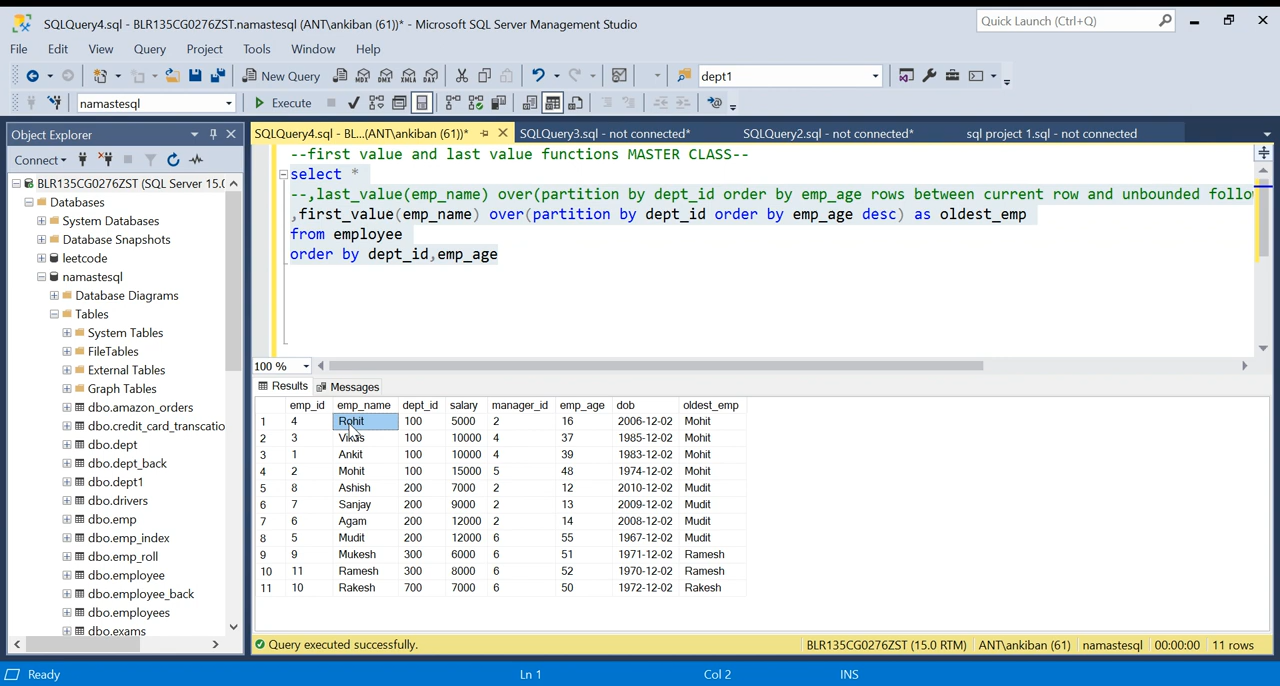 SQLQuery4.sql - BLR135CG0276ZST.namastesql (ANT\ankiban (61))* - Microsoft SQL Server Management Studio
Quick Launch (Ctrl+Q)
File Edit View Query Project Tools Window Help
New Query MDX DMX XMLA DAX dept1
namastesql Execute
Object Explorer
SQLQuery4.sql - BL...(ANT\ankiban (61))* SQLQuery3.sql - not connected* SQLQuery2.sql - not connected* sql project 1.sql - not connected
Connect
BLR135CG0276ZST (SQL Server 15.(
Databases
System Databases
Database Snapshots
leetcode
namastesql
Database Diagrams
Tables
System Tables
FileTables
External Tables
Graph Tables
dbo.amazon_orders
dbo.credit_card_transcatio
dbo.dept
dbo.dept_back
dbo.dept1
dbo.drivers
dbo.emp
dbo.emp_index
dbo.emp_roll
dbo.employee
dbo.employee_back
dbo.employees
dbo.exams
--first value and last value functions MASTER CLASS--
select *
--,last_value(emp_name) over(partition by dept_id order by emp_age rows between current row and unbounded follo
,first_value(emp_name) over(partition by dept_id order by emp_age desc) as oldest_emp
from employee
order by dept_id,emp_age
100 %
Results Messages
emp_id emp_name dept_id salary manager_id emp_age dob oldest_emp
1 4 Rohit 100 5000 2 16 2006-12-02 Mohit
2 3 Vikas 100 10000 4 37 1985-12-02 Mohit
3 1 Ankit 100 10000 4 39 1983-12-02 Mohit
4 2 Mohit 100 15000 5 48 1974-12-02 Mohit
5 8 Ashish 200 7000 2 12 2010-12-02 Mudit
6 7 Sanjay 200 9000 2 13 2009-12-02 Mudit
7 6 Agam 200 12000 2 14 2008-12-02 Mudit
8 5 Mudit 200 12000 6 55 1967-12-02 Mudit
9 9 Mukesh 300 6000 6 51 1971-12-02 Ramesh
10 11 Ramesh 300 8000 6 52 1970-12-02 Ramesh
11 10 Rakesh 700 7000 6 50 1972-12-02 Rakesh
Query executed successfully. BLR135CG0276ZST (15.0 RTM) ANT\ankiban (61) namastesql 00:00:00 11 rows
Ready Ln 1 Col 2 INS